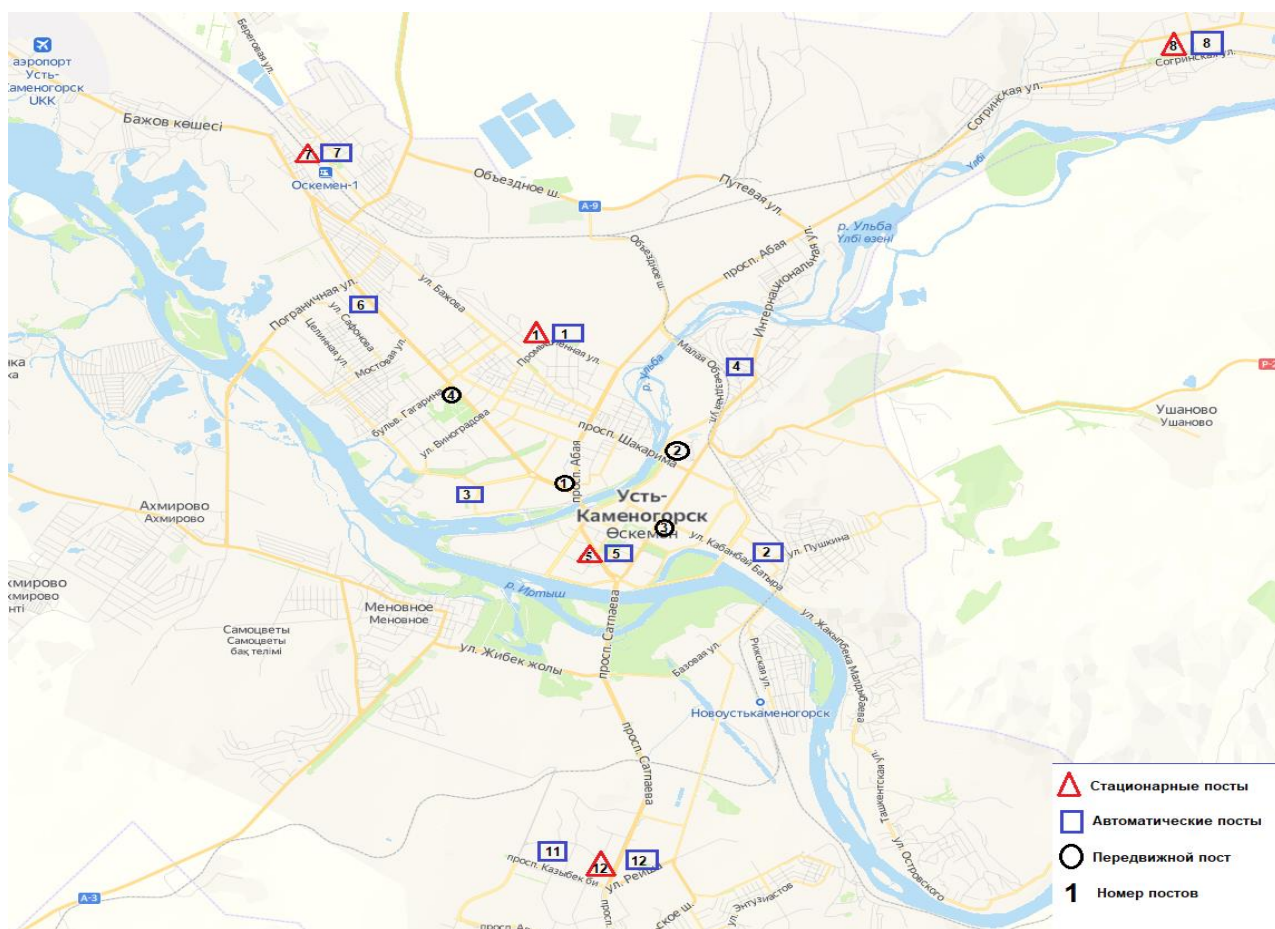 аэропорт
Усть-
Каменогорск
UKK
Береговая ул.
Бажов көшесі
7
7
Оскемен-1
8
8
Согринская ул.
Согринская ул.
Үлбі
Объездное ш.
A-9
Путевая ул.
р. Ульба
Үлбі өзені
просп. Абая
Интернациональная ул.
Объездное ш.
ул. Бажова
Пограничная ул.
6
ул. Сафонова
Целинная ул.
Мостовая ул.
1
1
Промышленная ул.
р. Ульба
Малая Объездная ул.
4
4
бульв. Гагарина
ул. Виноградова
просп. Шакарима
2
просп. Абая
1
3
Усть-
Каменогорск
Өскемен
3
5
5
ул. Кабанбай Батыра
2
ул. Пушкина
Ушаново
Ушаново
Ахмирово
Ахмирово
р. Иртыш
Меновное
Меновное
Самоцветы
Самоцветы
бақ телімі
ул. Жибек жолы
просп. Сатпаева
Базовая ул.
Рижская ул.
ул. Жакыпбека Малдыбаева
Новоустькаменогорск
просп. Сатпаева
Ташкентская ул.
ул. Островского
11
12
12
просп. Казыбек би
ул. Энтузиастов
A-3
Стационарные посты
Автоматические посты
Передвижной пост
1 Номер постов